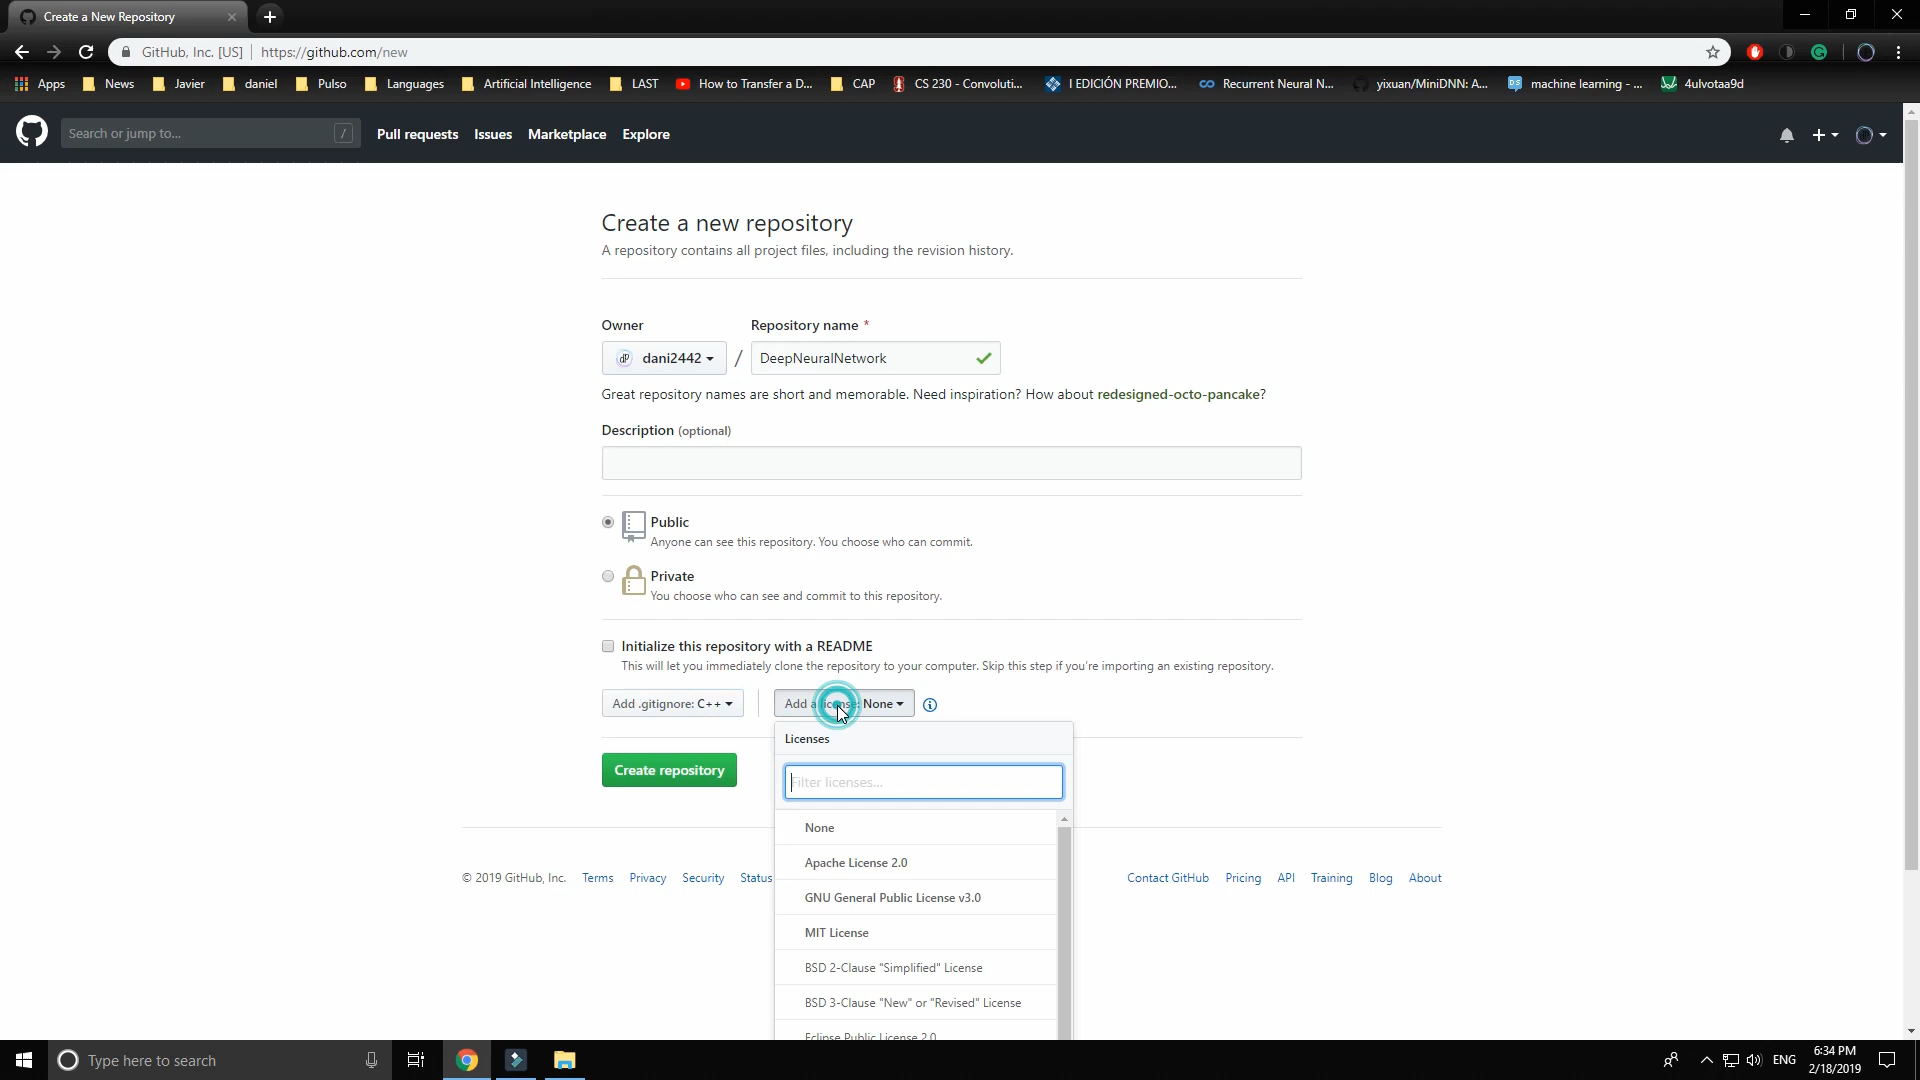 Create a New Repository
GitHub, Inc. [US] https://github.com/new
Apps News Javier daniel Pulso Languages Artificial Intelligence LAST How to Transfer a D... CAP CS 230 - Convoluti... I EDICIÓN PREMIO... Recurrent Neural N... yixuan/MiniDNN: A... machine learning - ... 4ulvotaa9d
Search or jump to... / Pull requests Issues Marketplace Explore
Create a new repository
A repository contains all project files, including the revision history.
Owner Repository name *
dani2442 / DeepNeuralNetwork
Great repository names are short and memorable. Need inspiration? How about redesigned-octo-pancake?
Description (optional)
Public
Anyone can see this repository. You choose who can commit.
Private
You choose who can see and commit to this repository.
Initialize this repository with a README
This will let you immediately clone the repository to your computer. Skip this step if you're importing an existing repository.
Add .gitignore: C++ Add a license: None
Licenses
Create repository
Filter licenses...
None
Apache License 2.0
© 2019 GitHub, Inc. Terms Privacy Security Status Contact GitHub Pricing API Training Blog About
GNU General Public License v3.0
MIT License
BSD 2-Clause "Simplified" License
BSD 3-Clause "New" or "Revised" License
Eclipse Public License 2.0
Type here to search ENG 6:34 PM
2/18/2019